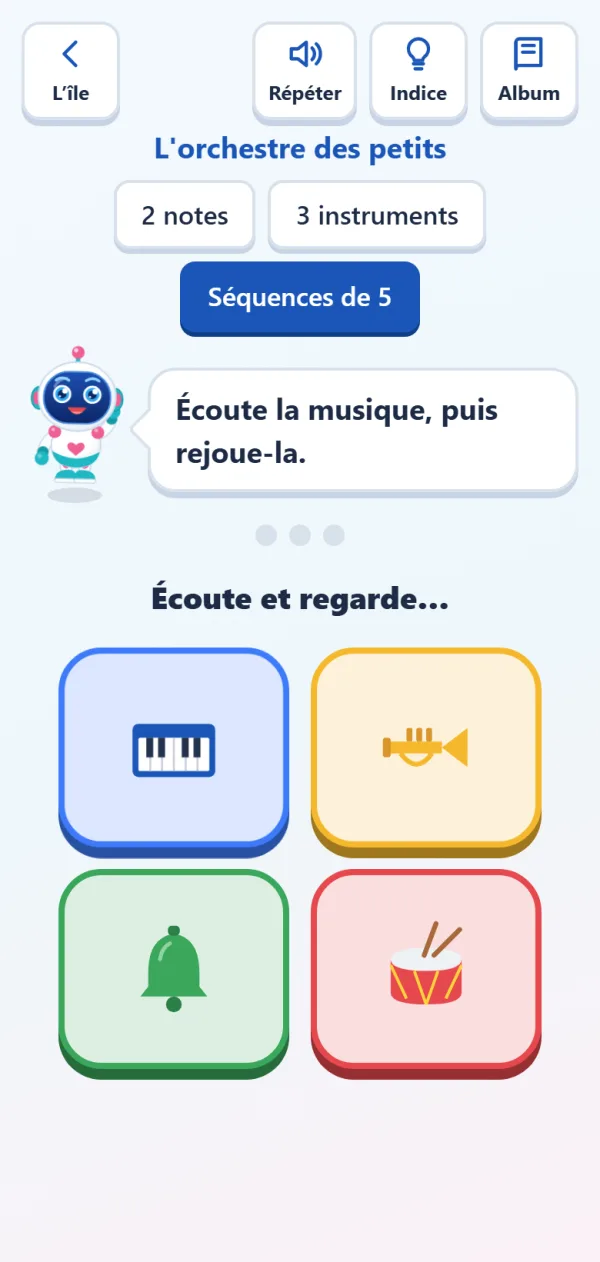 L’île
Répéter
Indice
Album
L'orchestre des petits
2 notes
3 instruments
Séquences de 5
Écoute la musique, puis
rejoue-la.
Écoute et regarde...